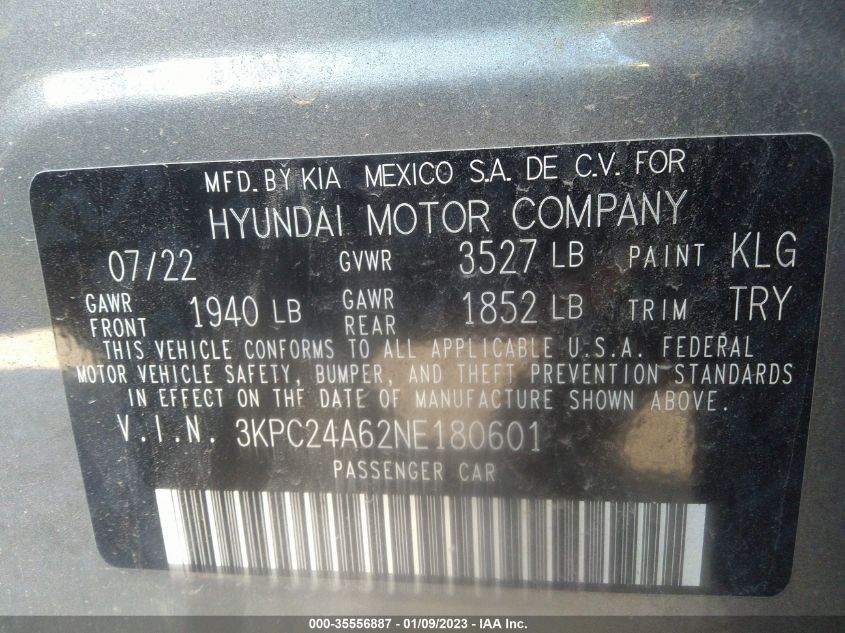 MFD. BY KIA MEXICO S.A. DE C.V. FOR
HYUNDAI MOTOR COMPANY
07/22 GVWR 3527 LB PAINT KLG
GAWR FRONT 1940 LB GAWR REAR 1852 LB TRIM TRY
THIS VEHICLE CONFORMS TO ALL APPLICABLE U.S.A. FEDERAL
MOTOR VEHICLE SAFETY, BUMPER, AND THEFT PREVENTION STANDARDS
IN EFFECT ON THE DATE OF MANUFACTURE SHOWN ABOVE.
V.I.N. 3KPC24A62NE180601
PASSENGER CAR
000-35556887 - 01/09/2023 - IAA Inc.